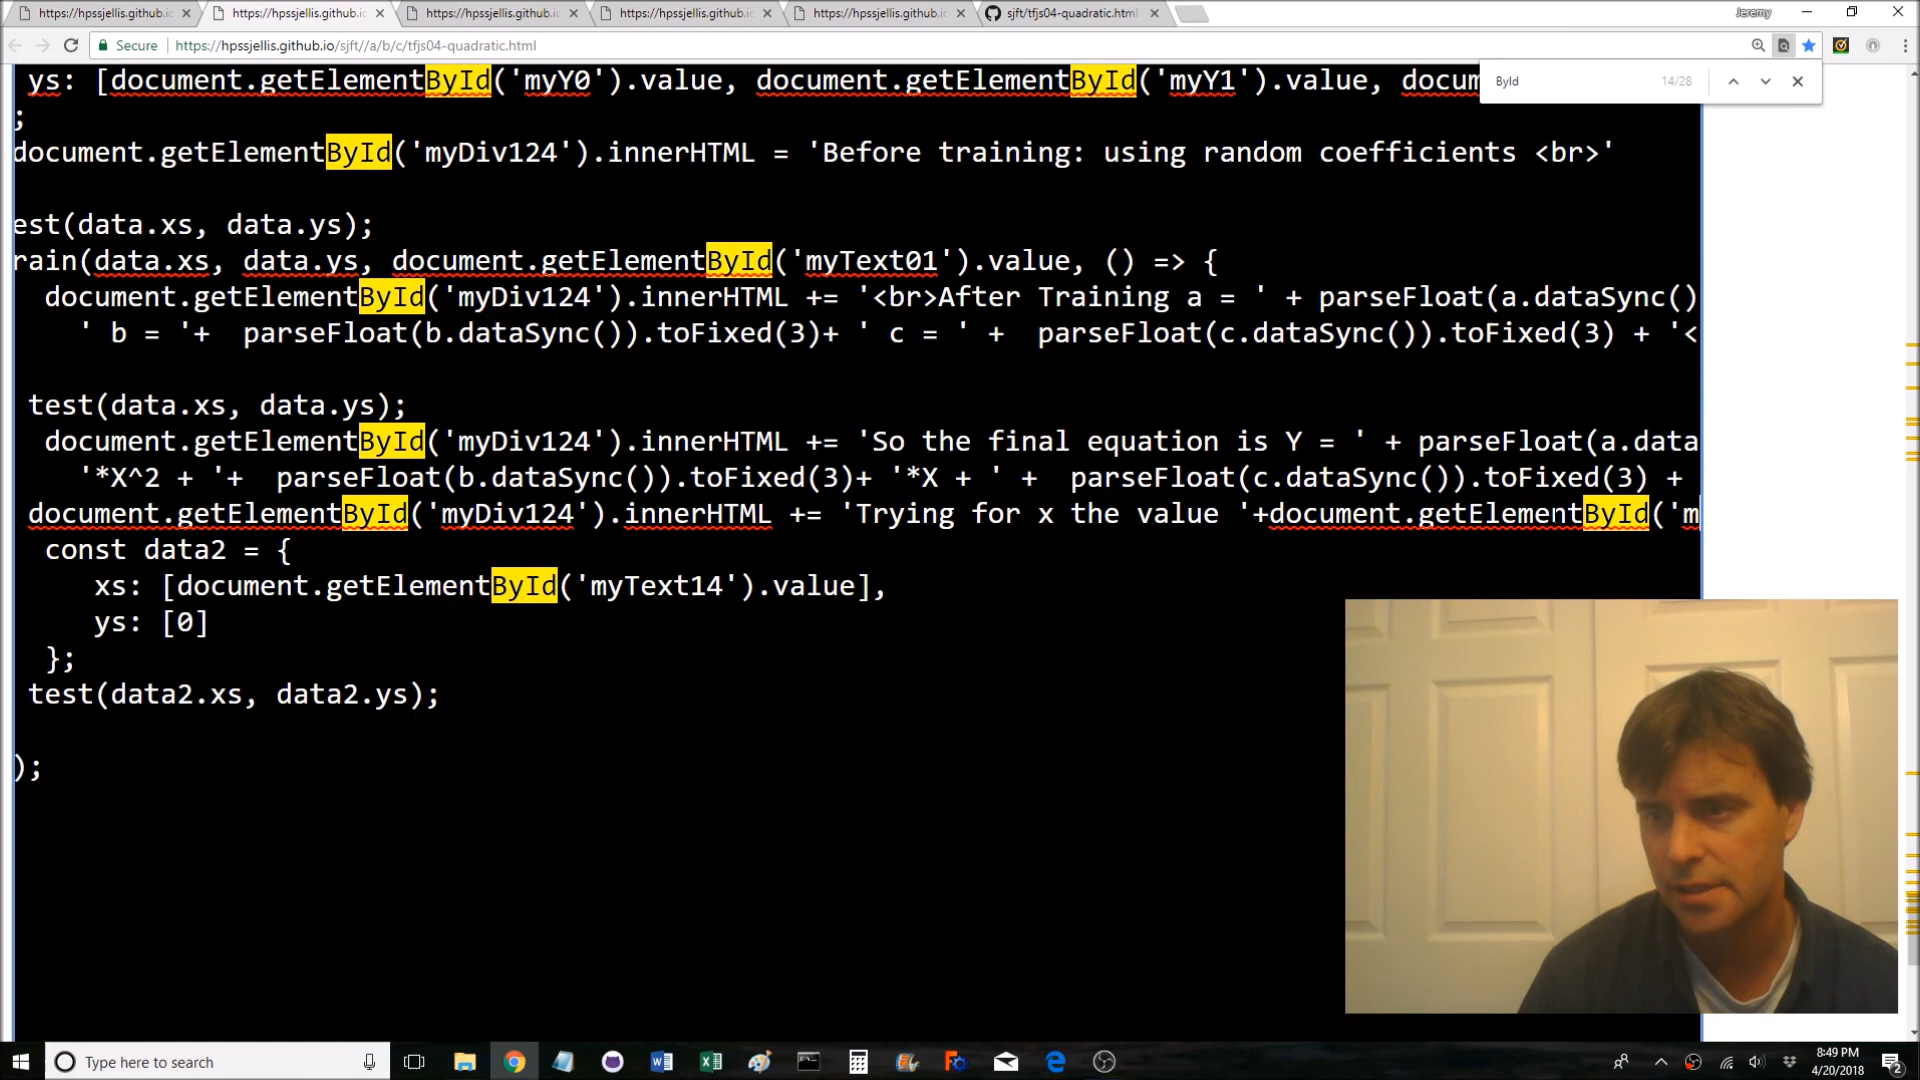 https://hpssjellis.github.io
https://hpssjellis.github.io
https://hpssjellis.github.io
https://hpssjellis.github.io
https://hpssjellis.github.io
sjft/tfjs04-quadratic.html
Jeremy
Secure
https://hpssjellis.github.io/sjft//a/b/c/tfjs04-quadratic.html
ById
14/28
ys: [document.getElementById('myY0').value, document.getElementById('myY1').value, docum
;
document.getElementById('myDiv124').innerHTML = 'Before training: using random coefficients <br>'
est(data.xs, data.ys);
rain(data.xs, data.ys, document.getElementById('myText01').value, () => {
document.getElementById('myDiv124').innerHTML += '<br>After Training a = ' + parseFloat(a.dataSync()
' b = '+ parseFloat(b.dataSync()).toFixed(3)+ ' c = ' + parseFloat(c.dataSync()).toFixed(3) + '<
test(data.xs, data.ys);
document.getElementById('myDiv124').innerHTML += 'So the final equation is Y = ' + parseFloat(a.data
'*X^2 + '+ parseFloat(b.dataSync()).toFixed(3)+ '*X + ' + parseFloat(c.dataSync()).toFixed(3) +
document.getElementById('myDiv124').innerHTML += 'Trying for x the value '+document.getElementById('m
const data2 = {
xs: [document.getElementById('myText14').value],
ys: [0]
};
test(data2.xs, data2.ys);
);
Type here to search
8:49 PM
4/20/2018
2